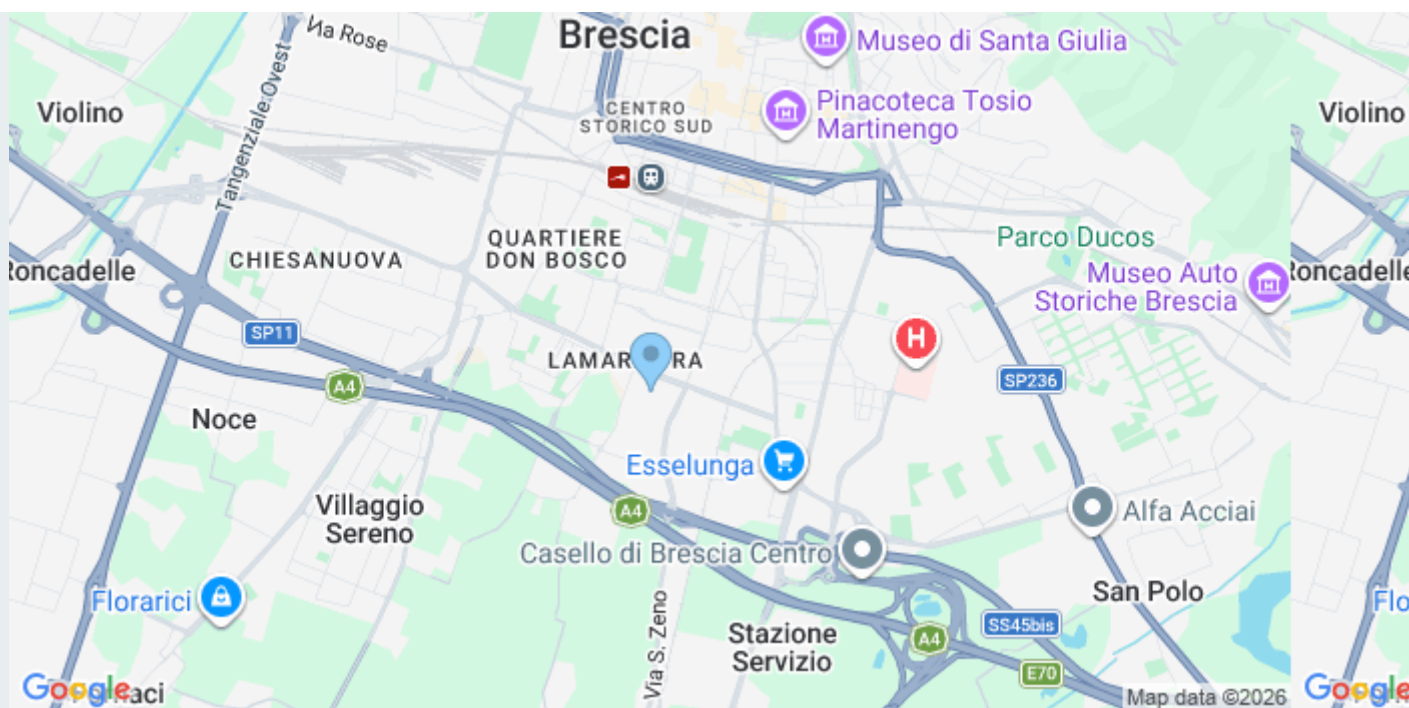 Via Rose
Brescia
Museo di Santa Giulia
Violino
Tangenziale Ovest
CENTRO
STORICO SUD
Pinacoteca Tosio
Martinengo
Violino
QUARTIERE
DON BOSCO
Parco Ducos
CHIESANUOVA
Roncadelle
Museo Auto
Storiche Brescia
Roncadelle
SP11
H
A4
SP236
Noce
Esselunga
Villaggio
Sereno
A4
Alfa Acciai
Casello di Brescia Centro
Florarici
San Polo
Via S. Zeno
Stazione
Servizio
SS45bis
A4
E70
Google
Map data ©2026
Google